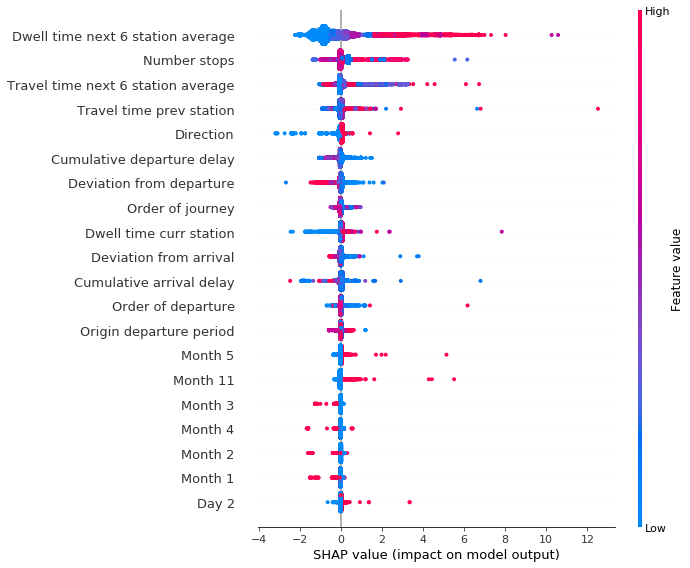 High
Dwell time next 6 station average
Number stops
Travel time next 6 station average
Travel time prev station
Direction
Cumulative departure delay
Deviation from departure
Order of journey
Dwell time curr station
Deviation from arrival
Cumulative arrival delay
Order of departure
Origin departure period
Month 5
Month 11
Month 3
Month 4
Month 2
Month 1
Day 2
Feature value
Low
−4 −2 0 2 4 6 8 10 12
SHAP value (impact on model output)